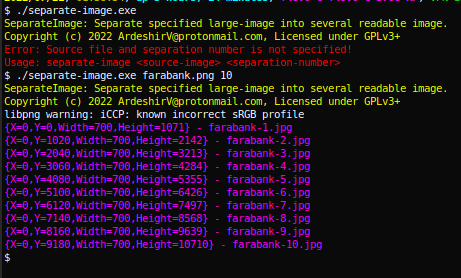 $ ./separate-image.exe
SeparateImage: Separate specified large-image into several readable image.
Copyright (c) 2022 ArdeshirV@protonmail.com, Licensed under GPLv3+
Error: Source file and separation number is not specified!
Usage: separate-image <source-image> <separation-number>
$ ./separate-image.exe farabank.png 10
SeparateImage: Separate specified large-image into several readable image.
Copyright (c) 2022 ArdeshirV@protonmail.com, Licensed under GPLv3+
libpng warning: iCCP: known incorrect sRGB profile
{X=0,Y=0,Width=700,Height=1071} - farabank-1.jpg
{X=0,Y=1020,Width=700,Height=2142} - farabank-2.jpg
{X=0,Y=2040,Width=700,Height=3213} - farabank-3.jpg
{X=0,Y=3060,Width=700,Height=4284} - farabank-4.jpg
{X=0,Y=4080,Width=700,Height=5355} - farabank-5.jpg
{X=0,Y=5100,Width=700,Height=6426} - farabank-6.jpg
{X=0,Y=6120,Width=700,Height=7497} - farabank-7.jpg
{X=0,Y=7140,Width=700,Height=8568} - farabank-8.jpg
{X=0,Y=8160,Width=700,Height=9639} - farabank-9.jpg
{X=0,Y=9180,Width=700,Height=10710} - farabank-10.jpg
$